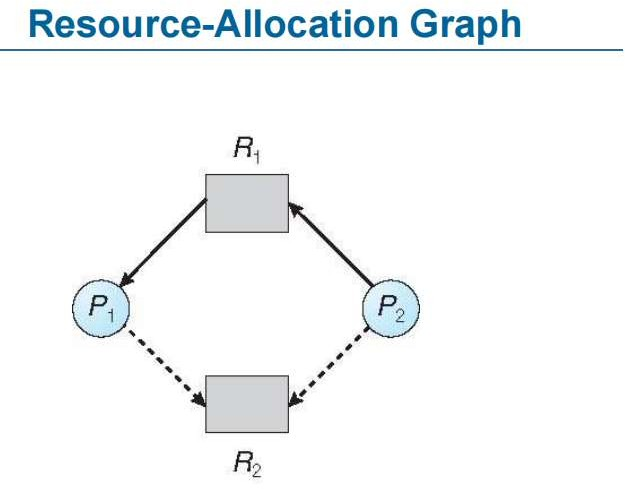 Resource-Allocation Graph
R₁
P₁
P₂
R₂